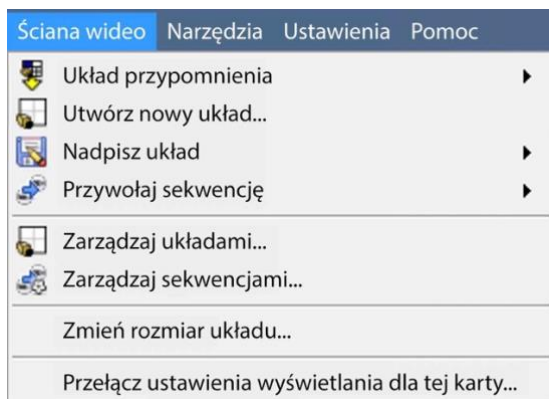 Ściana wideo Narzędzia Ustawienia Pomoc
Układ przypomnienia
Utwórz nowy układ...
Nadpisz układ
Przywołaj sekwencję
Zarządzaj układami...
Zarządzaj sekwencjami...
Zmień rozmiar układu...
Przełącz ustawienia wyświetlania dla tej karty...